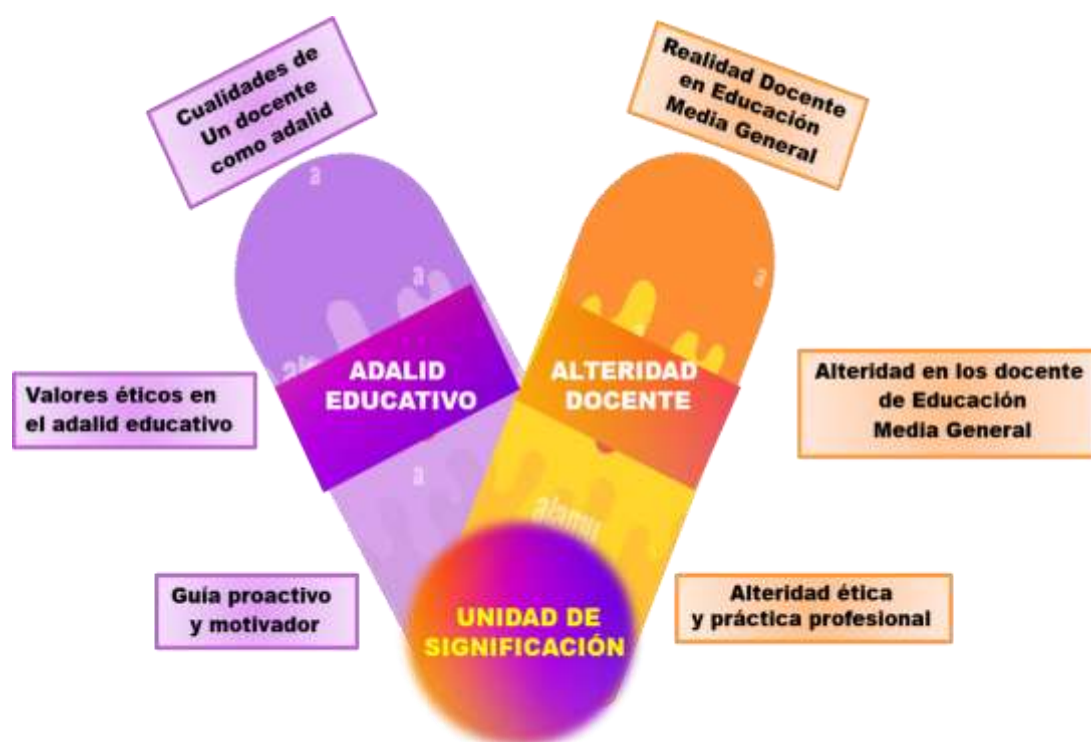 Cualidades de
Un docente
como adalid
Realidad Docente
en Educación
Media General
ADALID
EDUCATIVO
ALTERIDAD
DOCENTE
Valores éticos en
el adalid educativo
Alteridad en los docente
de Educación
Media General
Guía proactivo
y motivador
UNIDAD DE
SIGNIFICACIÓN
Alteridad ética
y práctica profesional